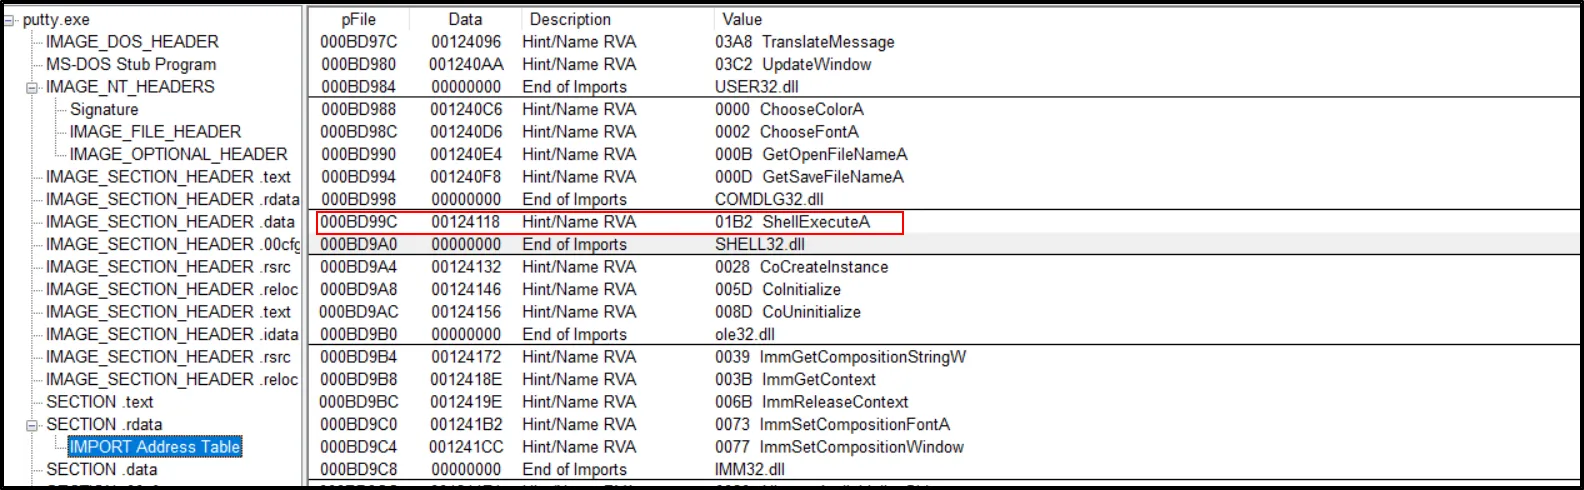 putty.exe
IMAGE_DOS_HEADER
MS-DOS Stub Program
IMAGE_NT_HEADERS
Signature
IMAGE_FILE_HEADER
IMAGE_OPTIONAL_HEADER
IMAGE_SECTION_HEADER .text
IMAGE_SECTION_HEADER .rdata
IMAGE_SECTION_HEADER .data
IMAGE_SECTION_HEADER .00cfg
IMAGE_SECTION_HEADER .rsrc
IMAGE_SECTION_HEADER .reloc
IMAGE_SECTION_HEADER .text
IMAGE_SECTION_HEADER .idata
IMAGE_SECTION_HEADER .rsrc
IMAGE_SECTION_HEADER .reloc
SECTION .text
SECTION .rdata
IMPORT Address Table
SECTION .data
pFile Data Description Value
000BD97C 00124096 Hint/Name RVA 03A8 TranslateMessage
000BD980 001240AA Hint/Name RVA 03C2 UpdateWindow
000BD984 00000000 End of Imports USER32.dll
000BD988 001240C6 Hint/Name RVA 0000 ChooseColorA
000BD98C 001240D6 Hint/Name RVA 0002 ChooseFontA
000BD990 001240E4 Hint/Name RVA 000B GetOpenFileNameA
000BD994 001240F8 Hint/Name RVA 000D GetSaveFileNameA
000BD998 00000000 End of Imports COMDLG32.dll
000BD99C 00124118 Hint/Name RVA 01B2 ShellExecuteA
000BD9A0 00000000 End of Imports SHELL32.dll
000BD9A4 00124132 Hint/Name RVA 0028 CoCreateInstance
000BD9A8 00124146 Hint/Name RVA 005D CoInitialize
000BD9AC 00124156 Hint/Name RVA 008D CoUninitialize
000BD9B0 00000000 End of Imports ole32.dll
000BD9B4 00124172 Hint/Name RVA 0039 ImmGetCompositionStringW
000BD9B8 0012418E Hint/Name RVA 003B ImmGetContext
000BD9BC 0012419E Hint/Name RVA 006B ImmReleaseContext
000BD9C0 001241B2 Hint/Name RVA 0073 ImmSetCompositionFontA
000BD9C4 001241CC Hint/Name RVA 0077 ImmSetCompositionWindow
000BD9C8 00000000 End of Imports IMM32.dll